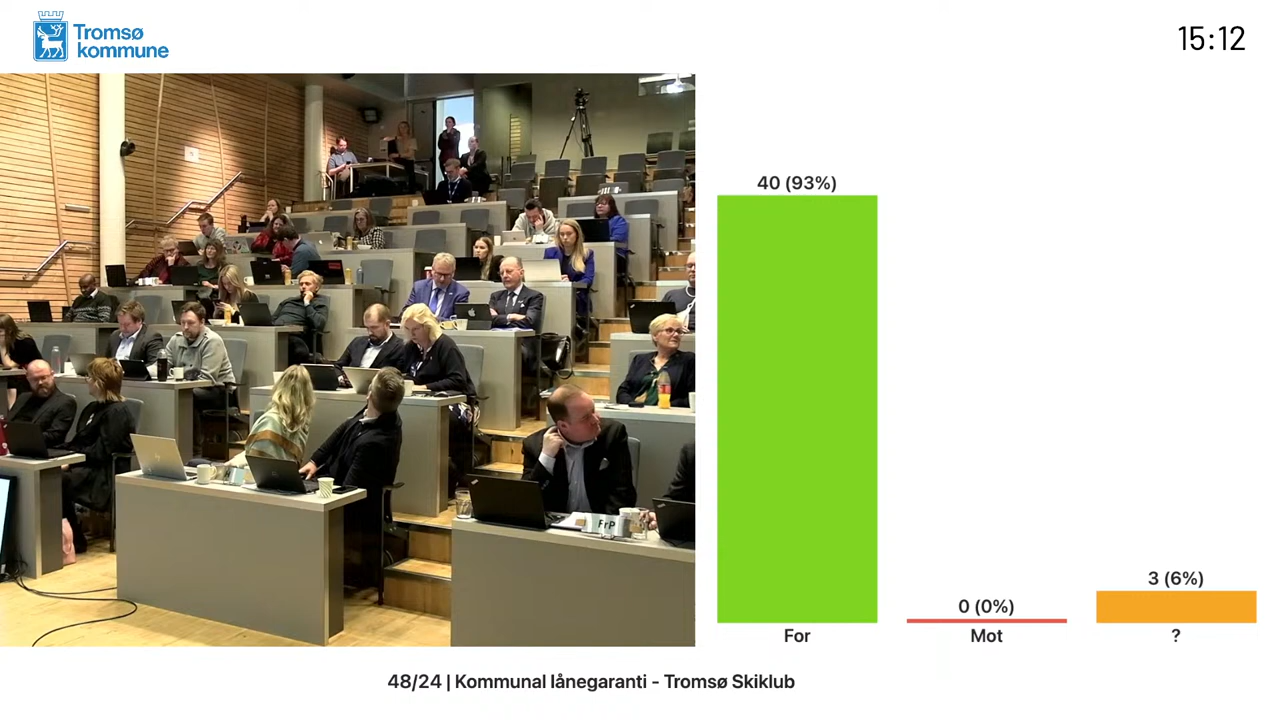 Tromsø
kommune
15:12
40 (93%)
0 (0%)
3 (6%)
For
Mot
?
FrP
48/24 | Kommunal lånegaranti - Tromsø Skiklub